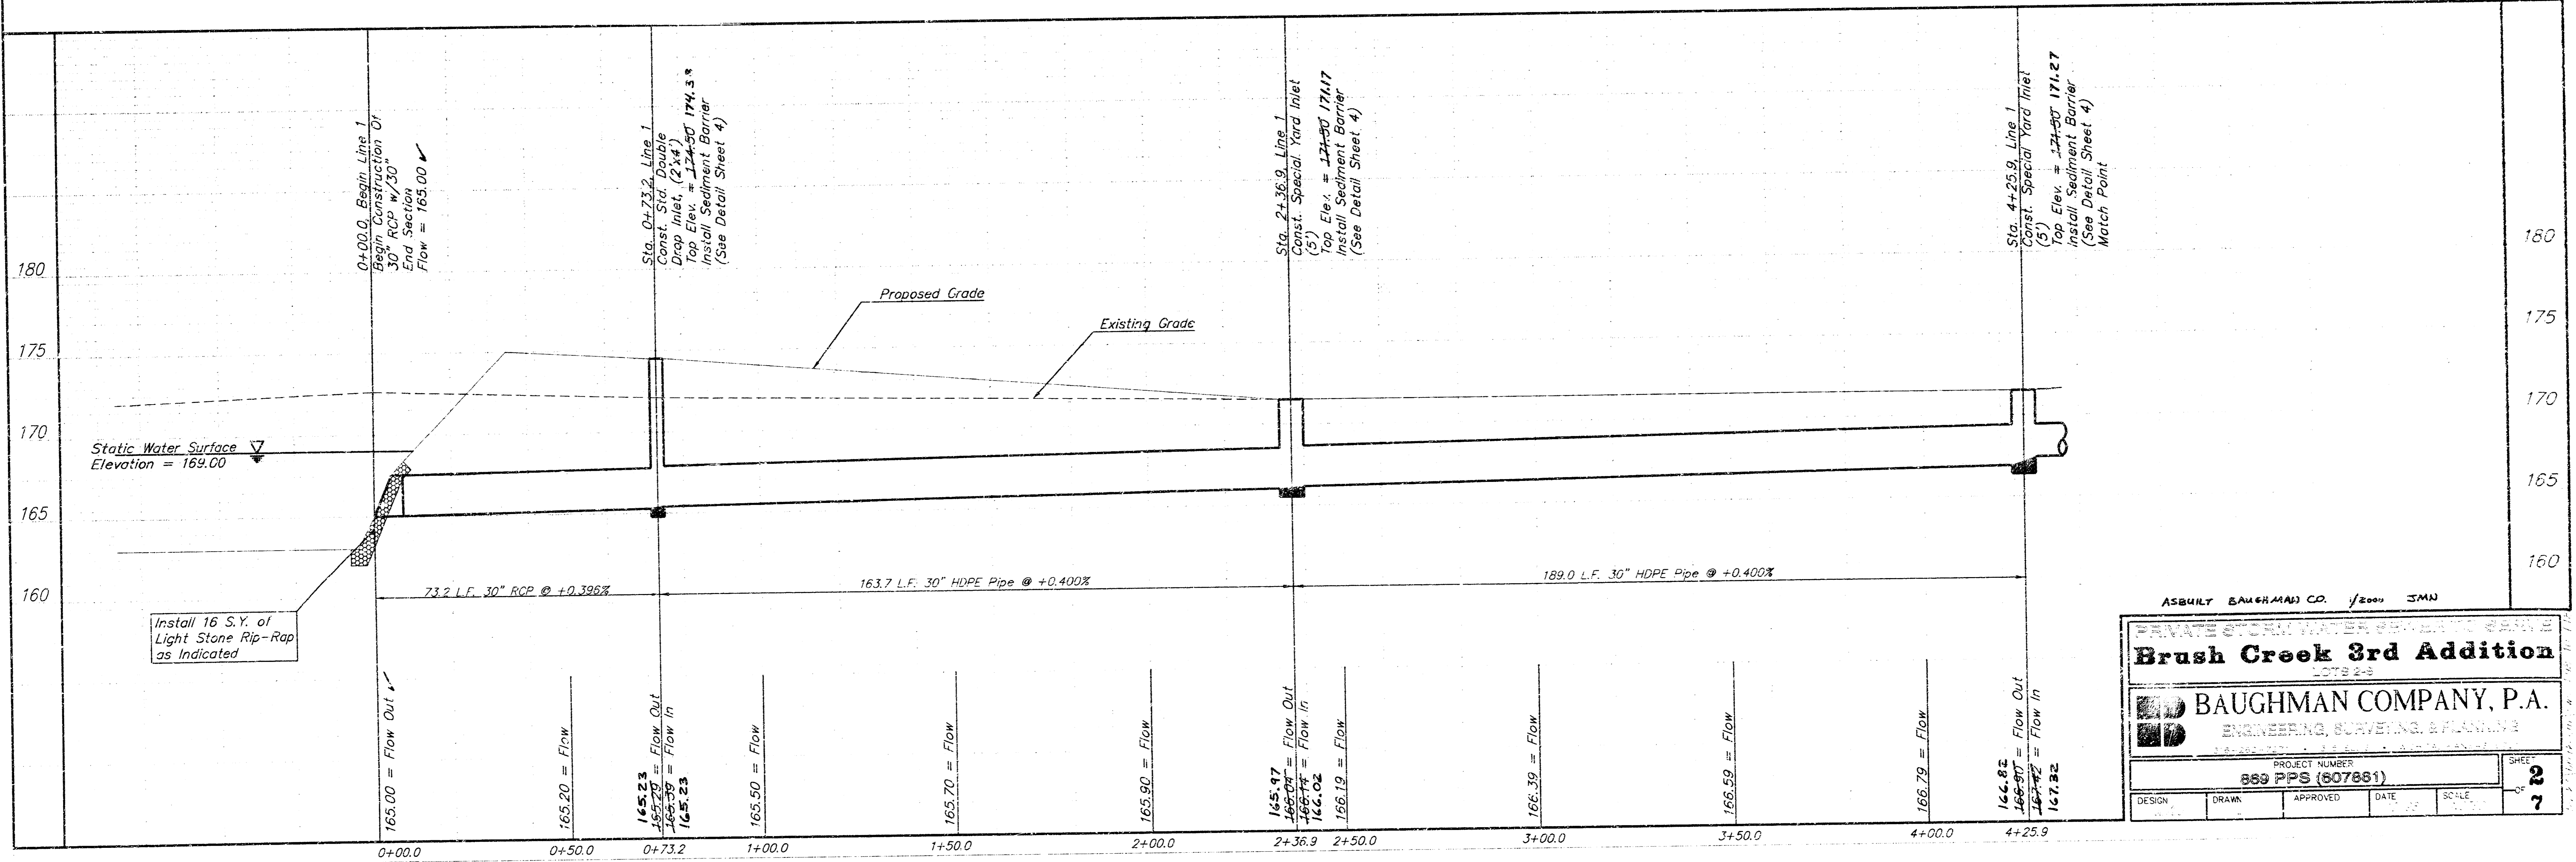 0+00.0, Begin Line 1
Begin Construction Of
30" RCP w/30"
End Section
Flow = 165.00 ✓
Sta. 0+73.2, Line 1
Const. Std. Double
Drop Inlet, (2'x4')
Top Elev. = 174.50 174.38
Install Sediment Barrier
(See Detail Sheet 4)
Sta. 2+36.9, Line 1
Const. Special Yard Inlet
(5')
Top Elev. = 171.50 171.17
Install Sediment Barrier
(See Detail Sheet 4)
Sta. 4+25.9, Line 1
Const. Special Yard Inlet
(5')
Top Elev. = 171.50 171.27
Install Sediment Barrier
(See Detail Sheet 4)
Match Point
180
175
170
165
160
180
175
170
165
160
Proposed Grade
Existing Grade
Static Water Surface
Elevation = 169.00
73.2 L.F. 30" RCP @ +0.396%
163.7 L.F. 30" HDPE Pipe @ +0.400%
189.0 L.F. 30" HDPE Pipe @ +0.400%
Install 16 S.Y. of
Light Stone Rip-Rap
as Indicated
165.00 = Flow Out ✓
165.20 = Flow
165.23
165.29 = Flow Out
165.39 = Flow In
165.23
165.50 = Flow
165.70 = Flow
165.90 = Flow
165.97
166.04 = Flow Out
166.14 = Flow In
166.02
166.19 = Flow
166.39 = Flow
166.59 = Flow
166.79 = Flow
166.82
166.90 = Flow Out
167.42 = Flow In
167.32
0+00.0
0+50.0
0+73.2
1+00.0
1+50.0
2+00.0
2+36.9
2+50.0
3+00.0
3+50.0
4+00.0
4+25.9
ASBUILT BAUGHMAN CO. 1/2000 JMN
PRIVATE STORM WATER
Brush Creek 3rd Addition
LOTS 2-9
BAUGHMAN COMPANY, P.A.
ENGINEERING, SURVEYING, & PLANNING
PROJECT NUMBER
869 PPS (607861)
SHEET
2
OF
7
DESIGN
DRAWN
APPROVED
DATE
SCALE